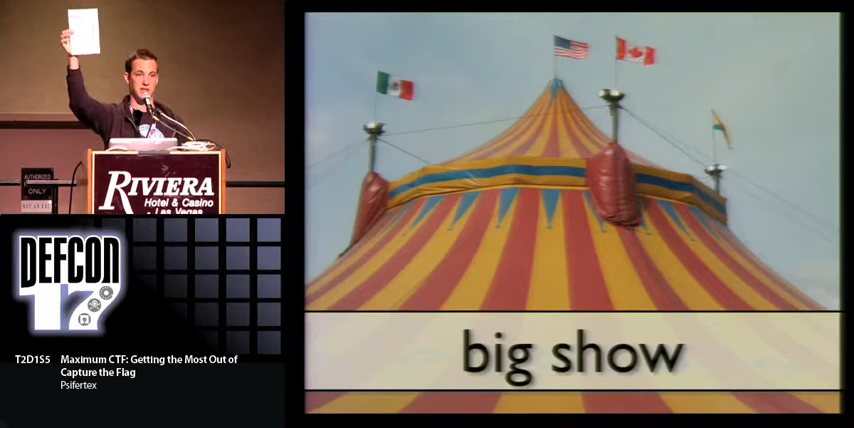 AUTHORIZED
ONLY
RIVIERA
Hotel & Casino
Las Vegas
DEFCON
17
T2D1S5 Maximum CTF: Getting the Most Out of
Capture the Flag
Psifertex
big show